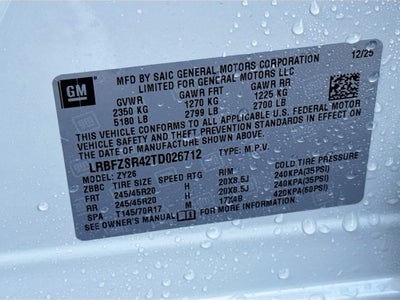 GM
MFD BY SAIC GENERAL MOTORS CORPORATION 12/25
LIMITED FOR GENERAL MOTORS LLC
GVWR GAWR FRT GAWR RR
2350 KG 1270 KG 1225 KG
5180 LB 2799 LB 2700 LB
THIS VEHICLE CONFORMS TO ALL APPLICABLE U.S. FEDERAL MOTOR
VEHICLE SAFETY AND THEFT PREVENTION STANDARDS IN
EFFECT ON THE DATE OF MANUFACTURE SHOWN ABOVE.
LRBFZSR42TD026712 TYPE: M.P.V.
MODEL: ZY26
ZBBC TIRE SIZE SPEED RTG RIM COLD TIRE PRESSURE
FRT 245/45R20 H 20X8.5J 240KPA(35PSI)
RR 245/45R20 H 20X8.5J 240KPA(35PSI)
SPA T145/70R17 M 17X4B 420KPA(60PSI)
SEE OWNER'S MANUAL FOR MORE INFORMATION.